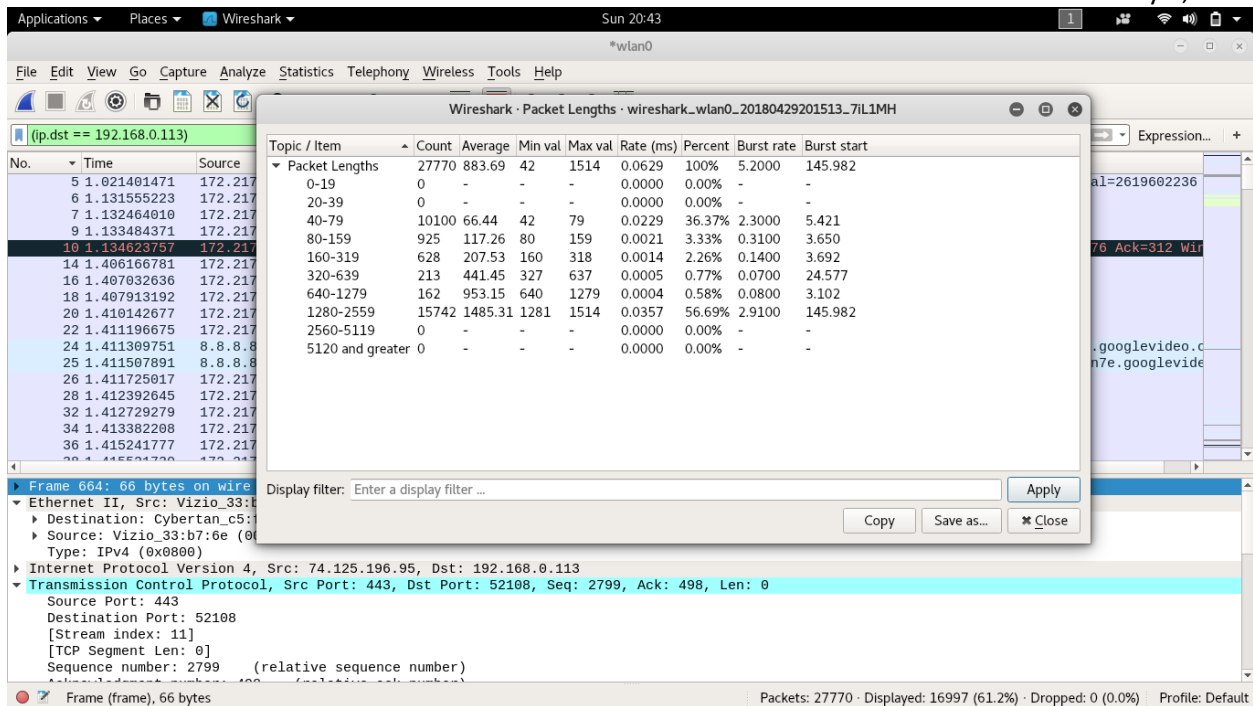 Applications Places Wireshark Sun 20:43 1
*wlan0
File Edit View Go Capture Analyze Statistics Telephony Wireless Tools Help
Wireshark · Packet Lengths · wireshark_wlan0_20180429201513_7iL1MH
(ip.dst == 192.168.0.113) Expression... +
No. Time Source
5 1.021401471 172.217 al=2619602236
6 1.131555223 172.217
7 1.132464010 172.217
9 1.133484371 172.217
10 1.134623757 172.217 76 Ack=312 Win
14 1.406166781 172.217
16 1.407032636 172.217
18 1.407913192 172.217
20 1.410142677 172.217
22 1.411196675 172.217
24 1.411309751 8.8.8.8 .googlevideo.c
25 1.411507891 8.8.8.8 n7e.googlevide
26 1.411725017 172.217
28 1.412392645 172.217
32 1.412729279 172.217
34 1.413382208 172.217
36 1.415241777 172.217
Topic / Item Count Average Min val Max val Rate (ms) Percent Burst rate Burst start
Packet Lengths 27770 883.69 42 1514 0.0629 100% 5.2000 145.982
0-19 0 - - - 0.0000 0.00% - -
20-39 0 - - - 0.0000 0.00% - -
40-79 10100 66.44 42 79 0.0229 36.37% 2.3000 5.421
80-159 925 117.26 80 159 0.0021 3.33% 0.3100 3.650
160-319 628 207.53 160 318 0.0014 2.26% 0.1400 3.692
320-639 213 441.45 327 637 0.0005 0.77% 0.0700 24.577
640-1279 162 953.15 640 1279 0.0004 0.58% 0.0800 3.102
1280-2559 15742 1485.31 1281 1514 0.0357 56.69% 2.9100 145.982
2560-5119 0 - - - 0.0000 0.00% - -
5120 and greater 0 - - - 0.0000 0.00% - -
Display filter: Enter a display filter ... Apply
Copy Save as... Close
Frame 664: 66 bytes on wire
Ethernet II, Src: Vizio_33:b
Destination: Cybertan_c5:
Source: Vizio_33:b7:6e (00
Type: IPv4 (0x0800)
Internet Protocol Version 4, Src: 74.125.196.95, Dst: 192.168.0.113
Transmission Control Protocol, Src Port: 443, Dst Port: 52108, Seq: 2799, Ack: 498, Len: 0
Source Port: 443
Destination Port: 52108
[Stream index: 11]
[TCP Segment Len: 0]
Sequence number: 2799 (relative sequence number)
Frame (frame), 66 bytes Packets: 27770 · Displayed: 16997 (61.2%) · Dropped: 0 (0.0%) Profile: Default